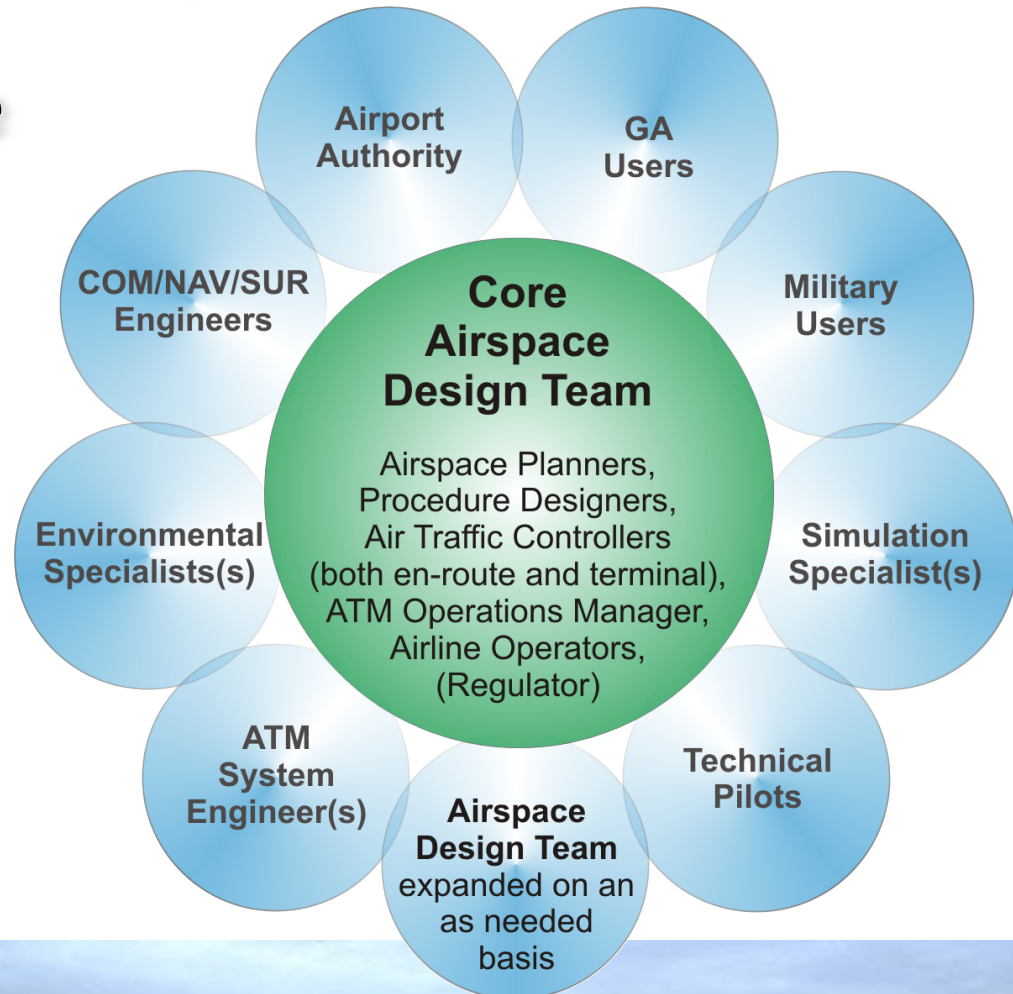 Airport
Authority
GA
Users
COM/NAV/SUR
Engineers
Military
Users
Core
Airspace
Design Team
Airspace Planners,
Procedure Designers,
Air Traffic Controllers
(both en-route and terminal),
ATM Operations Manager,
Airline Operators,
(Regulator)
Environmental
Specialists(s)
Simulation
Specialist(s)
ATM
System
Engineer(s)
Technical
Pilots
Airspace
Design Team
expanded on an
as needed
basis